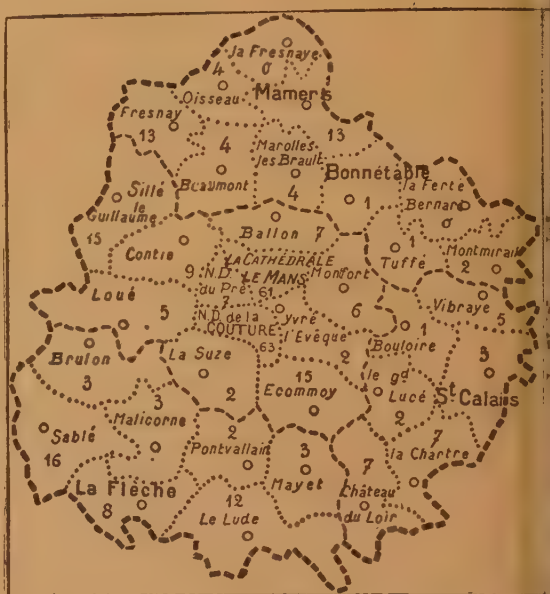 la Fresnaye
0
4
Oisseau
Mamers
Fresnay
13
13
4
Marolles
les Brault
4
Beaumont
Bonnétable
1
la Ferté
Bernard
0
Sillé
le
Guillaume
15
Ballon
7
1
Tuffé
Montmirail
2
Conlie
9
LA CATHÉDRALE
LE MANS
N.D.
du Pré
7
61
Monfort
6
Loué
5
N.D. de la
COUTURE
63
Yvré
l'Evêque
2
Vibraye
5
1
Bouloire
Brulon
3
La Suze
2
15
Ecommoy
le gd
Lucé
2
3
St Calais
3
Malicorne
Sablé
16
2
Pontvallain
3
Mayet
7
Château
du Loir
7
la Chartre
La Flèche
8
12
Le Lude